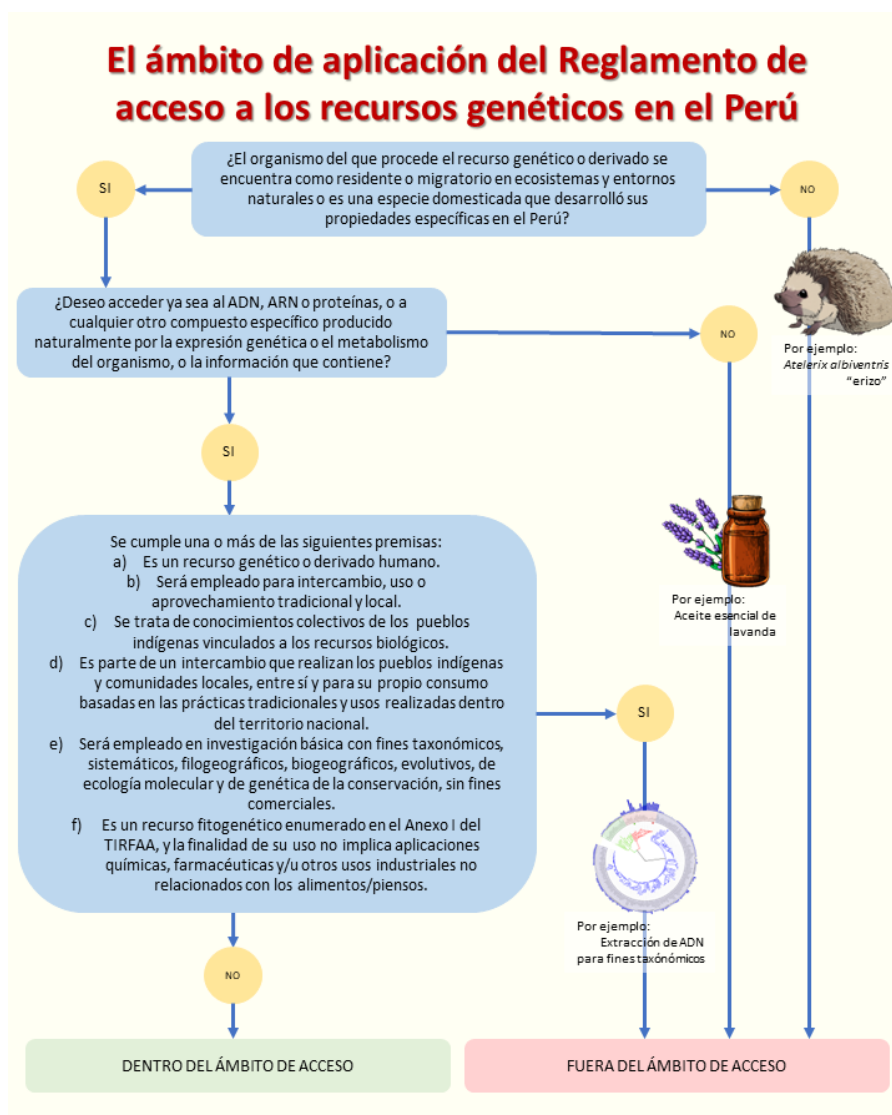 El ámbito de aplicación del Reglamento de
acceso a los recursos genéticos en el Perú
¿El organismo del que procede el recurso genético o derivado se
encuentra como residente o migratorio en ecosistemas y entornos
naturales o es una especie domesticada que desarrolló sus
propiedades específicas en el Perú?
SI
NO
¿Deseo acceder ya sea al ADN, ARN o proteínas, o a
cualquier otro compuesto específico producido
naturalmente por la expresión genética o el metabolismo
del organismo, o la información que contiene?
NO
Por ejemplo:
Atelerix albiventris
“erizo”
SI
Se cumple una o más de las siguientes premisas:
a) Es un recurso genético o derivado humano.
b) Será empleado para intercambio, uso o
aprovechamiento tradicional y local.
c) Se trata de conocimientos colectivos de los pueblos
indígenas vinculados a los recursos biológicos.
d) Es parte de un intercambio que realizan los pueblos indígenas
y comunidades locales, entre sí y para su propio consumo
basadas en las prácticas tradicionales y usos realizadas dentro
del territorio nacional.
e) Será empleado en investigación básica con fines taxonómicos,
sistemáticos, filogeográficos, biogeográficos, evolutivos, de
ecología molecular y de genética de la conservación, sin fines
comerciales.
f) Es un recurso fitogenético enumerado en el Anexo I del
TIRFAA, y la finalidad de su uso no implica aplicaciones
químicas, farmacéuticas y/u otros usos industriales no
relacionados con los alimentos/piensos.
Por ejemplo:
Aceite esencial de
lavanda
SI
Por ejemplo:
Extracción de ADN
para fines taxónómicos
NO
DENTRO DEL ÁMBITO DE ACCESO
FUERA DEL ÁMBITO DE ACCESO